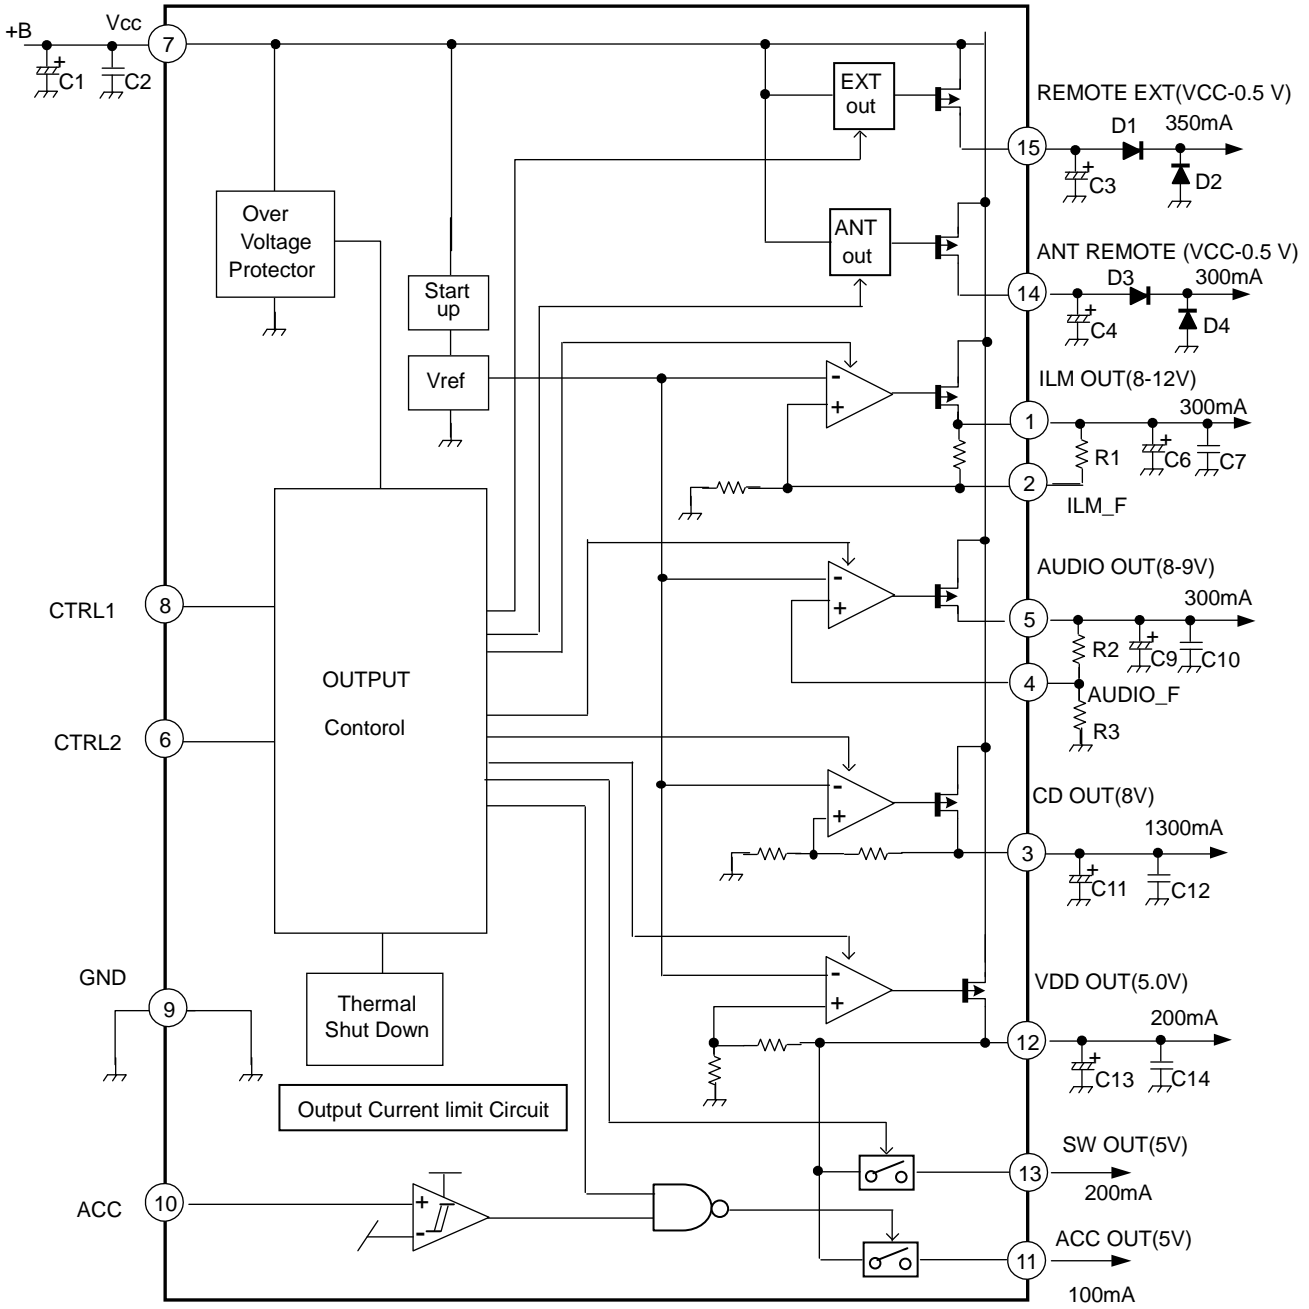 +B
Vcc
7
+
C1
C2
EXT
out
REMOTE EXT(VCC-0.5 V)
D1
350mA
15
+
C3
D2
Over
Voltage
Protector
ANT
out
ANT REMOTE (VCC-0.5 V)
D3
300mA
14
+
C4
D4
Start
up
Vref
-
+
ILM OUT(8-12V)
300mA
1
R1
+
C6
C7
2
ILM_F
AUDIO OUT(8-9V)
-
+
300mA
CTRL1
8
5
R2
+
C9
C10
OUTPUT
Contorol
4
AUDIO_F
R3
CTRL2
6
-
+
CD OUT(8V)
1300mA
3
+
C11
C12
GND
9
Thermal
Shut Down
-
+
VDD OUT(5.0V)
200mA
12
+
C13
C14
Output Current limit Circuit
SW OUT(5V)
13
200mA
ACC
10
+
-
ACC OUT(5V)
11
100mA